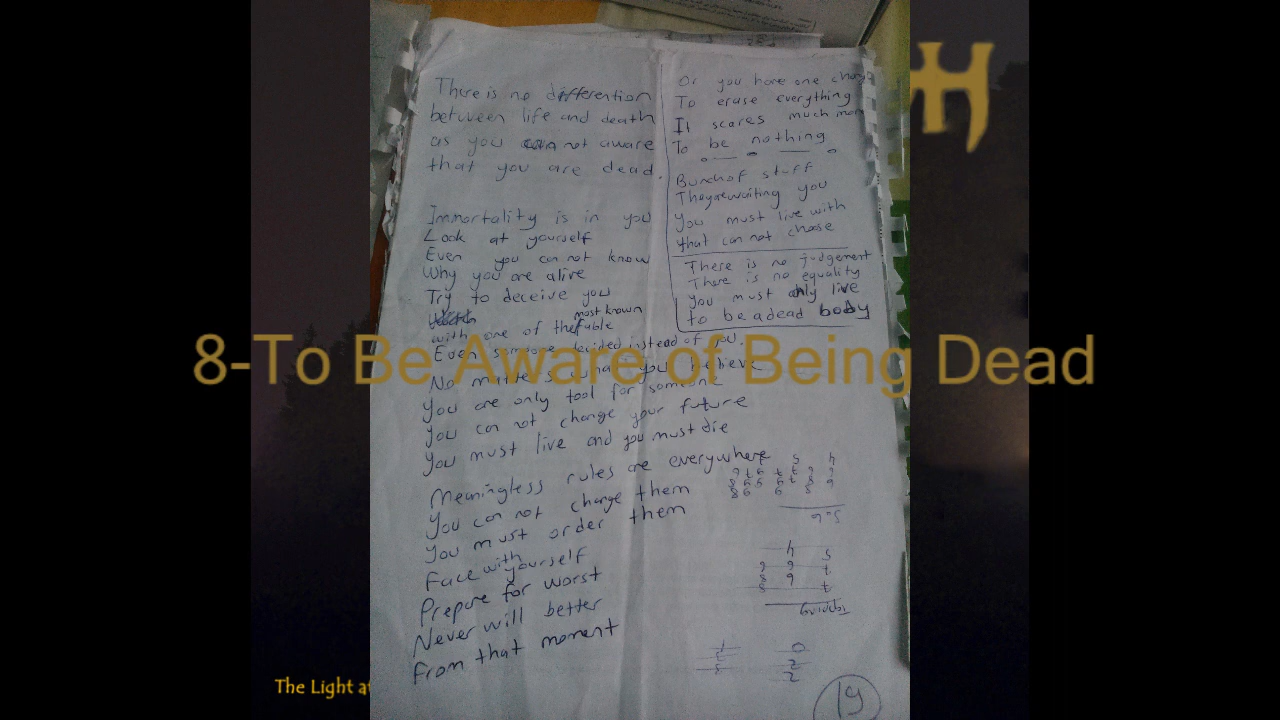 There is no differention
between life and death
as you can not aware
that you are dead.
Immortality is in you
Look at yourself
Even you can not know
Why you are alive
Try to deceive you
most known
with one of the fable
Even someone decided instead of you.
No matters what you believe
You are only tool for someone
You can not change your future
You must live and you must die
Meaningless rules are everywhere
You can not change them
You must order them
Face with yourself
Prepare for worst
Never will better
From that moment
Or you have one
To erase everything
It scares much more
To be nothing
Bunch of stuff
They're waiting you
You must live with
that can not choose
There is no judgement
There is no equality
You must only live
to be a dead body
Tapping
19
8-To Be Aware of Being Dead
The Light at